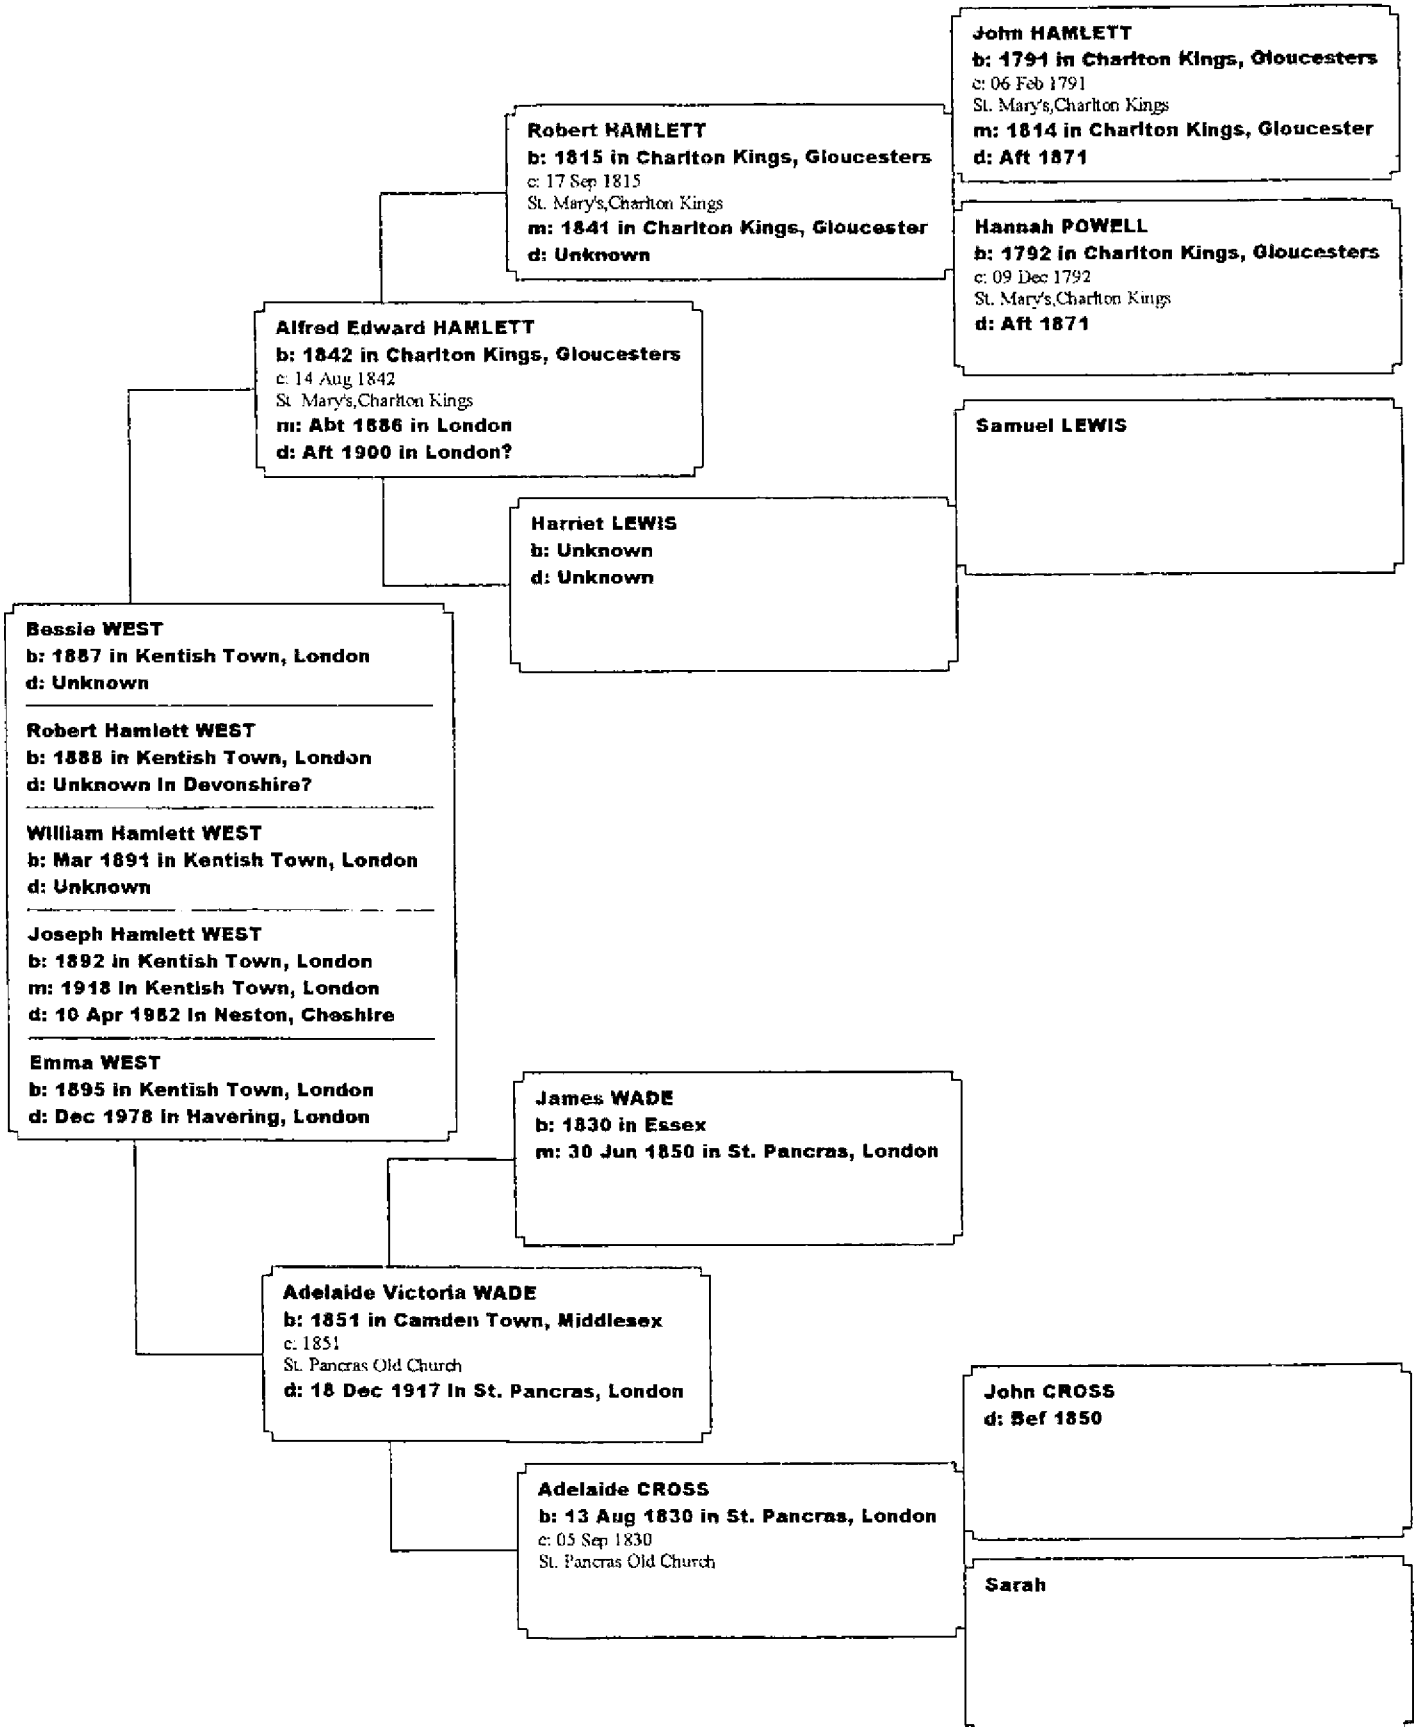 John HAMLETT
b: 1791 in Charlton Kings, Gloucesters
c: 06 Feb 1791
St. Mary's,Charlton Kings
m: 1814 in Charlton Kings, Gloucester
d: Aft 1871
Robert HAMLETT
b: 1815 in Charlton Kings, Gloucesters
c: 17 Sep 1815
St. Mary's,Charlton Kings
m: 1841 in Charlton Kings, Gloucester
d: Unknown
Hannah POWELL
b: 1792 in Charlton Kings, Gloucesters
c: 09 Dec 1792
St. Mary's,Charlton Kings
d: Aft 1871
Alfred Edward HAMLETT
b: 1842 in Charlton Kings, Gloucesters
c: 14 Aug 1842
St. Mary's,Charlton Kings
m: Abt 1886 in London
d: Aft 1900 in London?
Samuel LEWIS
Harriet LEWIS
b: Unknown
d: Unknown
Bessie WEST
b: 1887 in Kentish Town, London
d: Unknown
Robert Hamlett WEST
b: 1888 in Kentish Town, London
d: Unknown in Devonshire?
William Hamlett WEST
b: Mar 1891 in Kentish Town, London
d: Unknown
Joseph Hamlett WEST
b: 1892 in Kentish Town, London
m: 1918 in Kentish Town, London
d: 10 Apr 1982 in Neston, Cheshire
Emma WEST
b: 1895 in Kentish Town, London
d: Dec 1978 in Havering, London
James WADE
b: 1830 in Essex
m: 30 Jun 1850 in St. Pancras, London
Adelaide Victoria WADE
b: 1851 in Camden Town, Middlesex
c: 1851
St. Pancras Old Church
d: 18 Dec 1917 in St. Pancras, London
John CROSS
d: Bef 1850
Adelaide CROSS
b: 13 Aug 1830 in St. Pancras, London
c: 05 Sep 1830
St. Pancras Old Church
Sarah